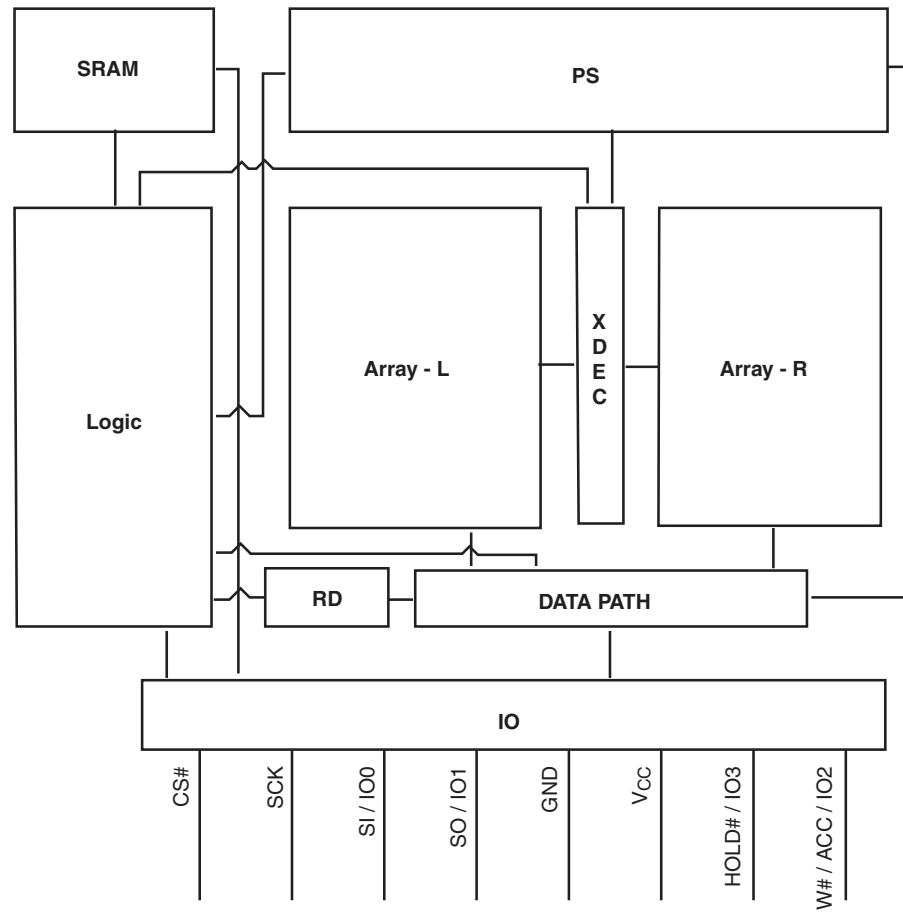 SRAM
PS
Logic
Array - L
X
D
E
C
Array - R
RD
DATA PATH
IO
CS#
SCK
SI / IO0
SO / IO1
GND
VCC
HOLD# / IO3
W# / ACC / IO2